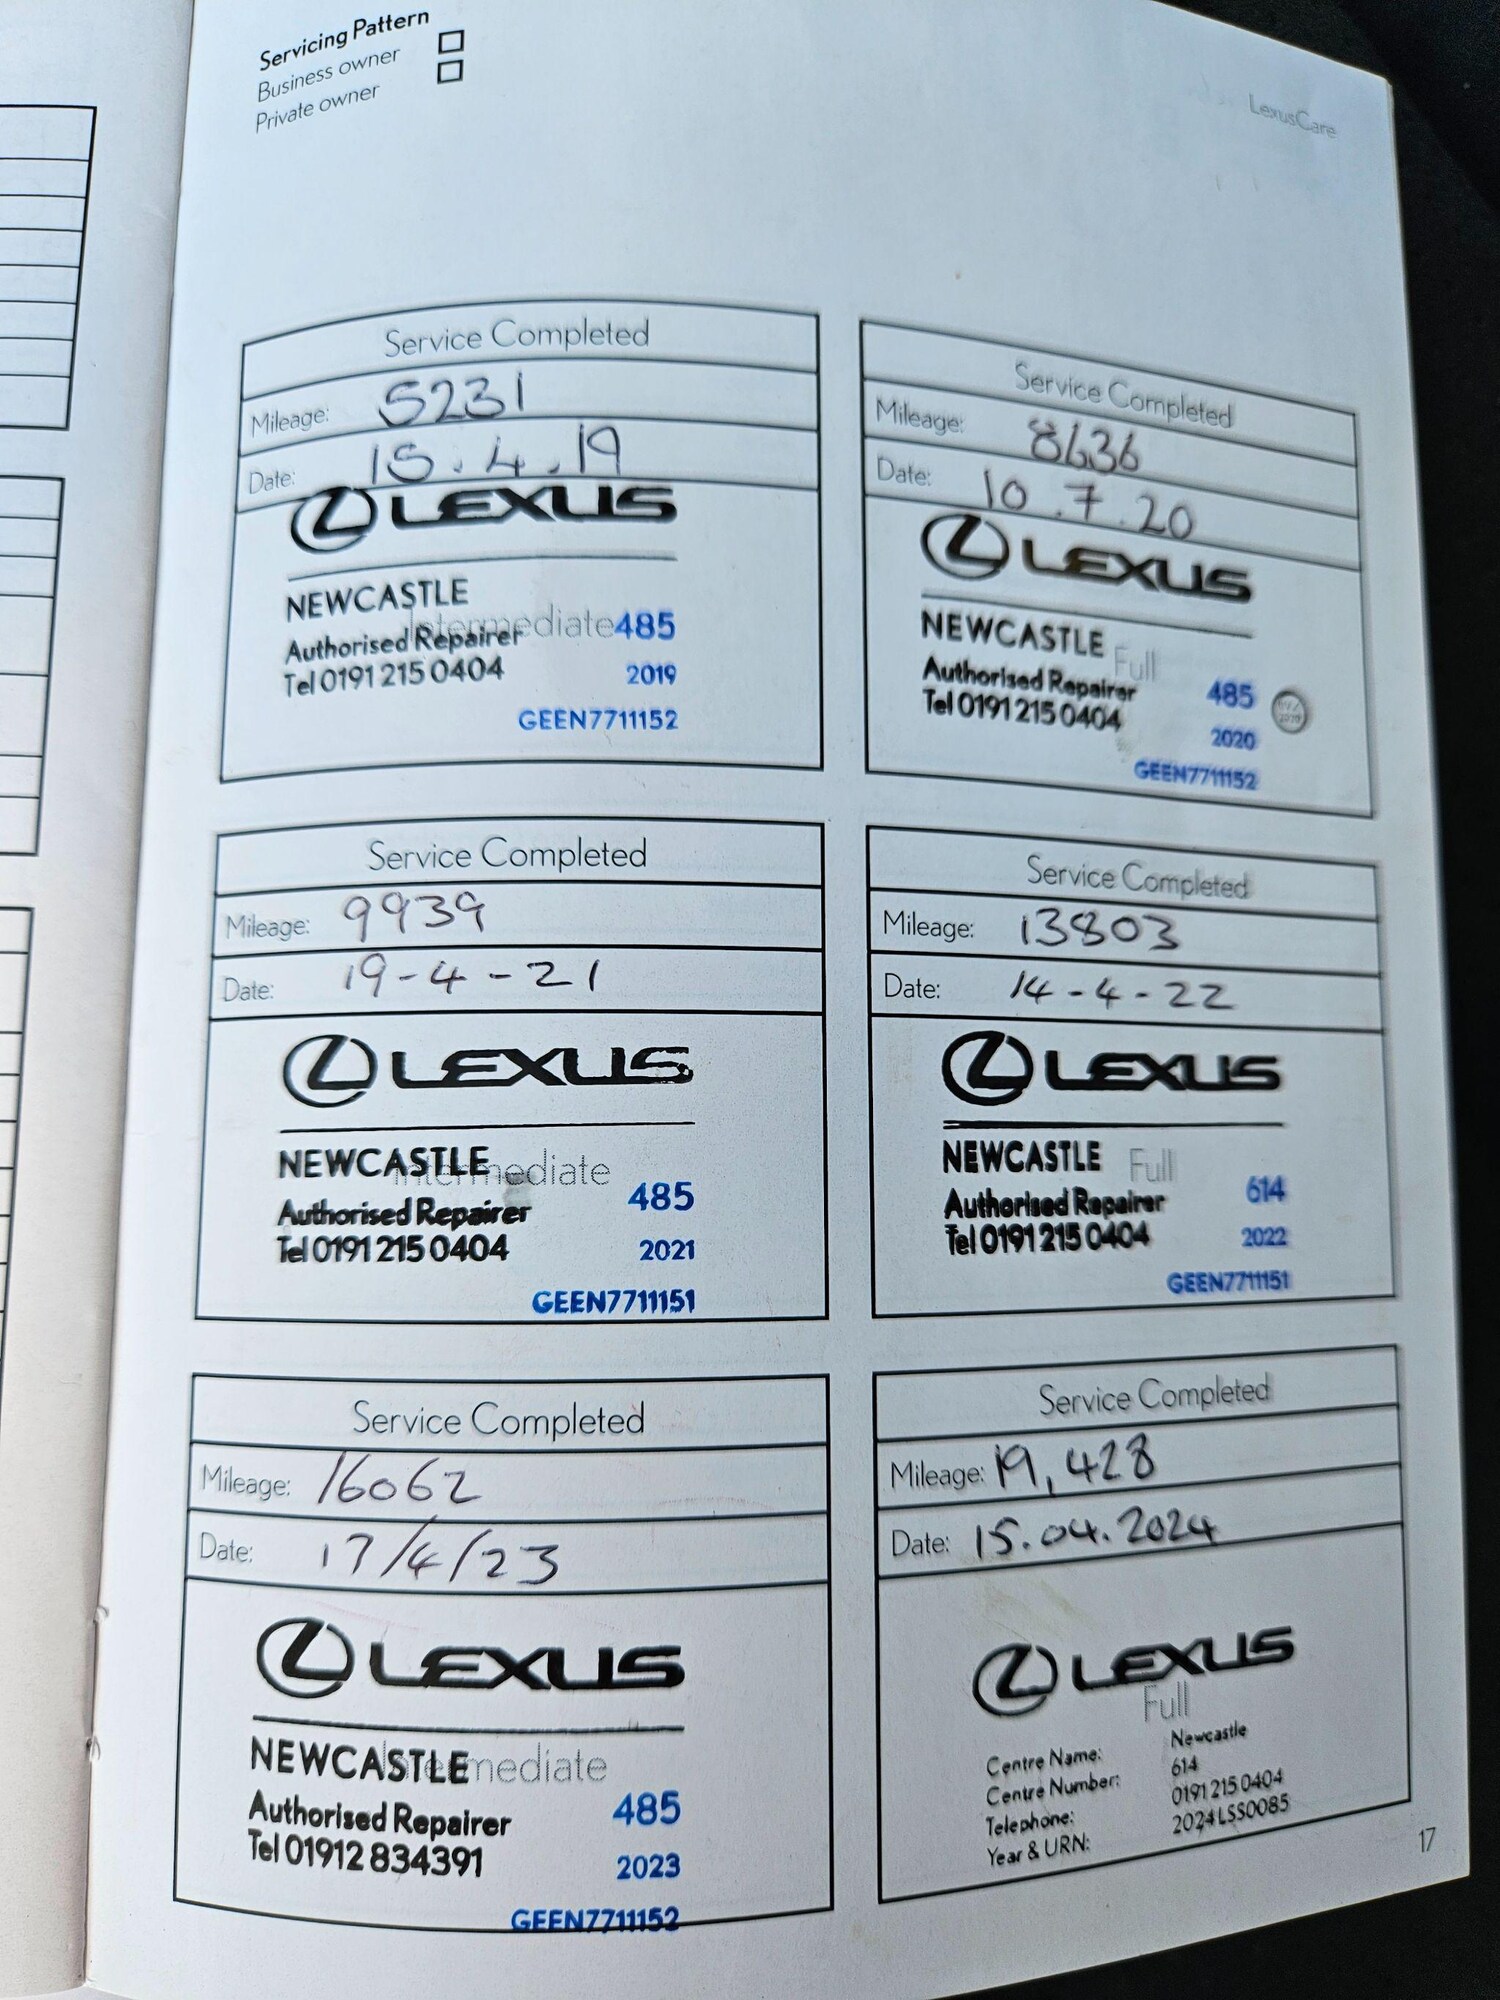 Servicing Pattern
Business owner
Private owner
LexusCare
Service Completed
Mileage: 5231
Date: 15.4.19
LEXUS
NEWCASTLE
Intermediate
Authorised Repairer 485
Tel 0191 215 0404 2019
GEEN7711152
Service Completed
Mileage: 8636
Date: 10.7.20
LEXUS
NEWCASTLE
Full
Authorised Repairer 485
Tel 0191 215 0404 2020
GEEN7711152
Service Completed
Mileage: 9939
Date: 19-4-21
LEXUS
NEWCASTLE
Intermediate
Authorised Repairer 485
Tel 0191 215 0404 2021
GEEN7711151
Service Completed
Mileage: 13803
Date: 14-4-22
LEXUS
NEWCASTLE Full
Authorised Repairer 614
Tel 0191 215 0404 2022
GEEN7711151
Service Completed
Mileage: 16062
Date: 17/4/23
LEXUS
NEWCASTLE
Intermediate
Authorised Repairer 485
Tel 01912 834391 2023
GEEN7711152
Service Completed
Mileage: 19,428
Date: 15.04.2024
LEXUS
Full
Centre Name: Newcastle
Centre Number: 614
Telephone: 0191 215 0404
Year & URN: 2024LSS0085
17